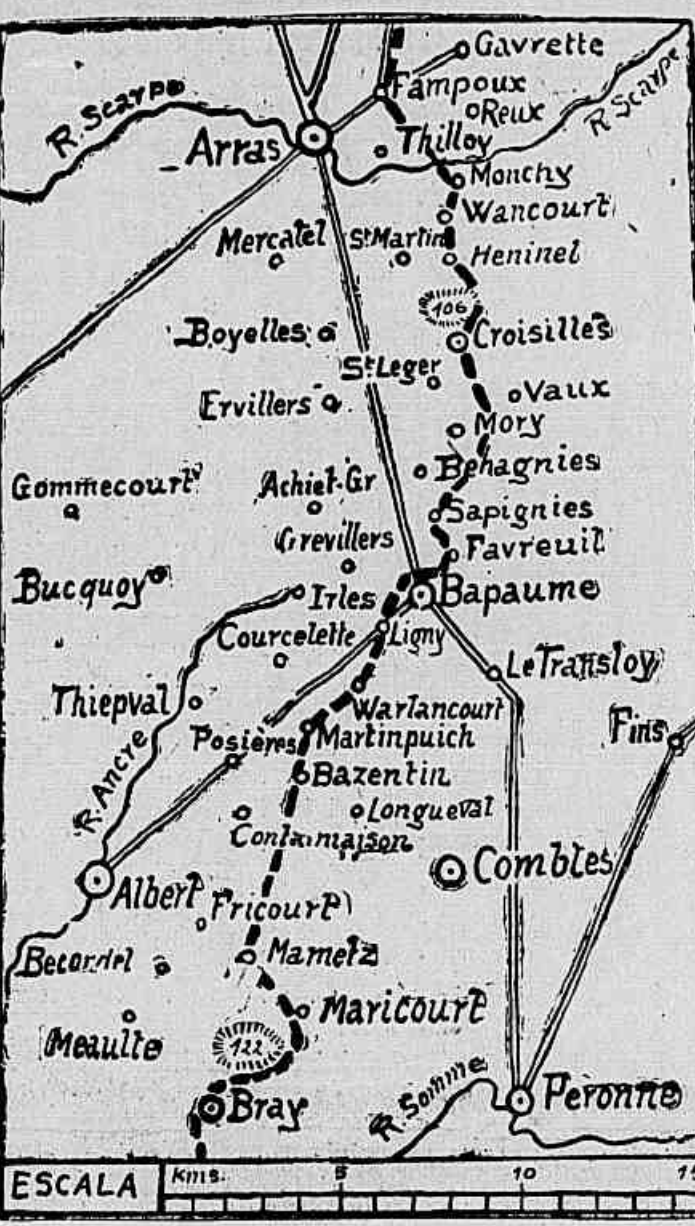 Gavrette
Fampoux
Reux
R. Scarpe
R. Scarpe
Arras
Thilloy
Monchy
Wancourt
Mercatel
St Martin
Heninel
106
Boyelles
Croisilles
St Leger
Vaux
Ervillers
Mory
Behagnies
Gommecourt
Achiet-Gr
Sapignies
Grevillers
Favreuil
Bucquoy
Irles
Bapaume
Courcelette
Ligny
Le Transloy
Thiepval
Warlancourt
Fins
Posières
Martinpuich
R. Ancre
Bazentin
Longueval
Contalmaison
Combles
Albert
Fricourt
Becordel
Mametz
Maricourt
Meaulte
122
R. Somme
Peronne
Bray
ESCALA
kms.
5
10